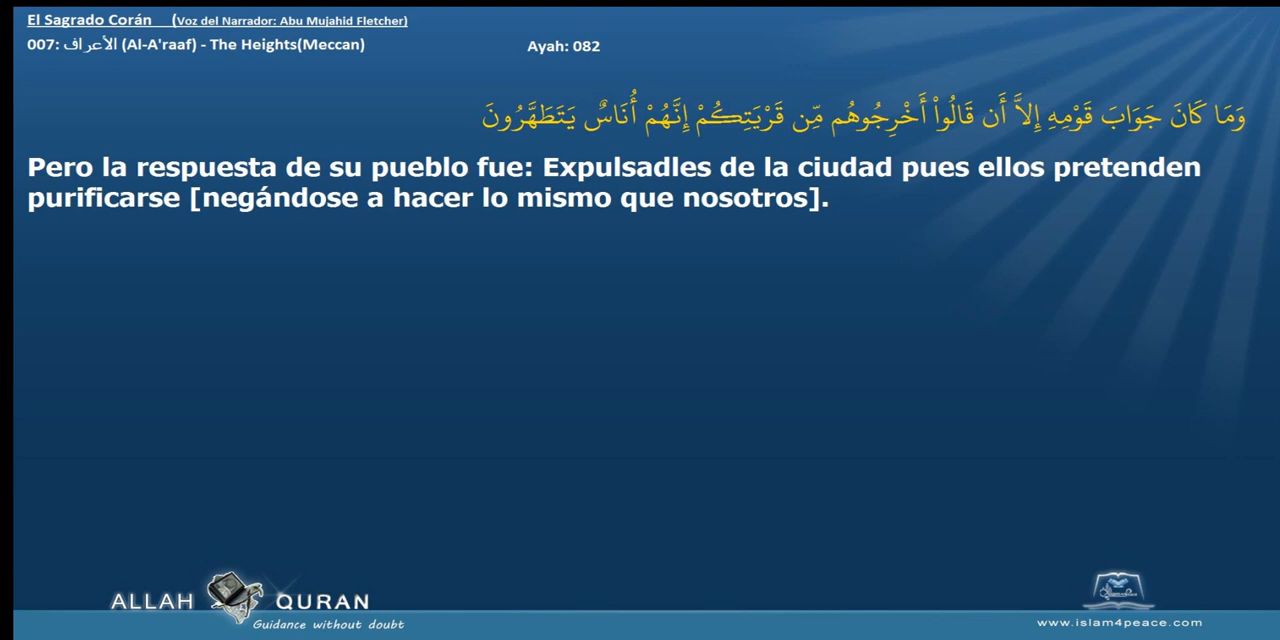 El Sagrado Corán (Voz del Narrador: Abu Mujahid Fletcher)
007: الأعراف (Al-A'raaf) - The Heights(Meccan) Ayah: 082
وَمَا كَانَ جَوَابَ قَوْمِهِ إِلاَّ أَن قَالُواْ أَخْرِجُوهُم مِّن قَرْيَتِكُمْ إِنَّهُمْ أُنَاسٌ يَتَطَهَّرُونَ
Pero la respuesta de su pueblo fue: Expulsadles de la ciudad pues ellos pretenden
purificarse [negándose a hacer lo mismo que nosotros].
ALLAH QURAN
Guidance without doubt
www.islam4peace.com